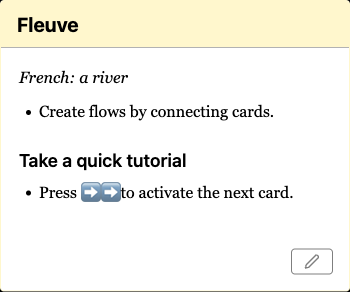 Fleuve
French: a river
• Create flows by connecting cards.
Take a quick tutorial
• Press ➡️➡️to activate the next card.